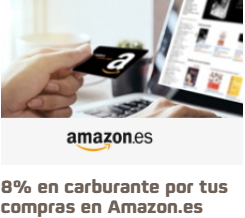 amazon.es
8% en carburante por tus
compras en Amazon.es